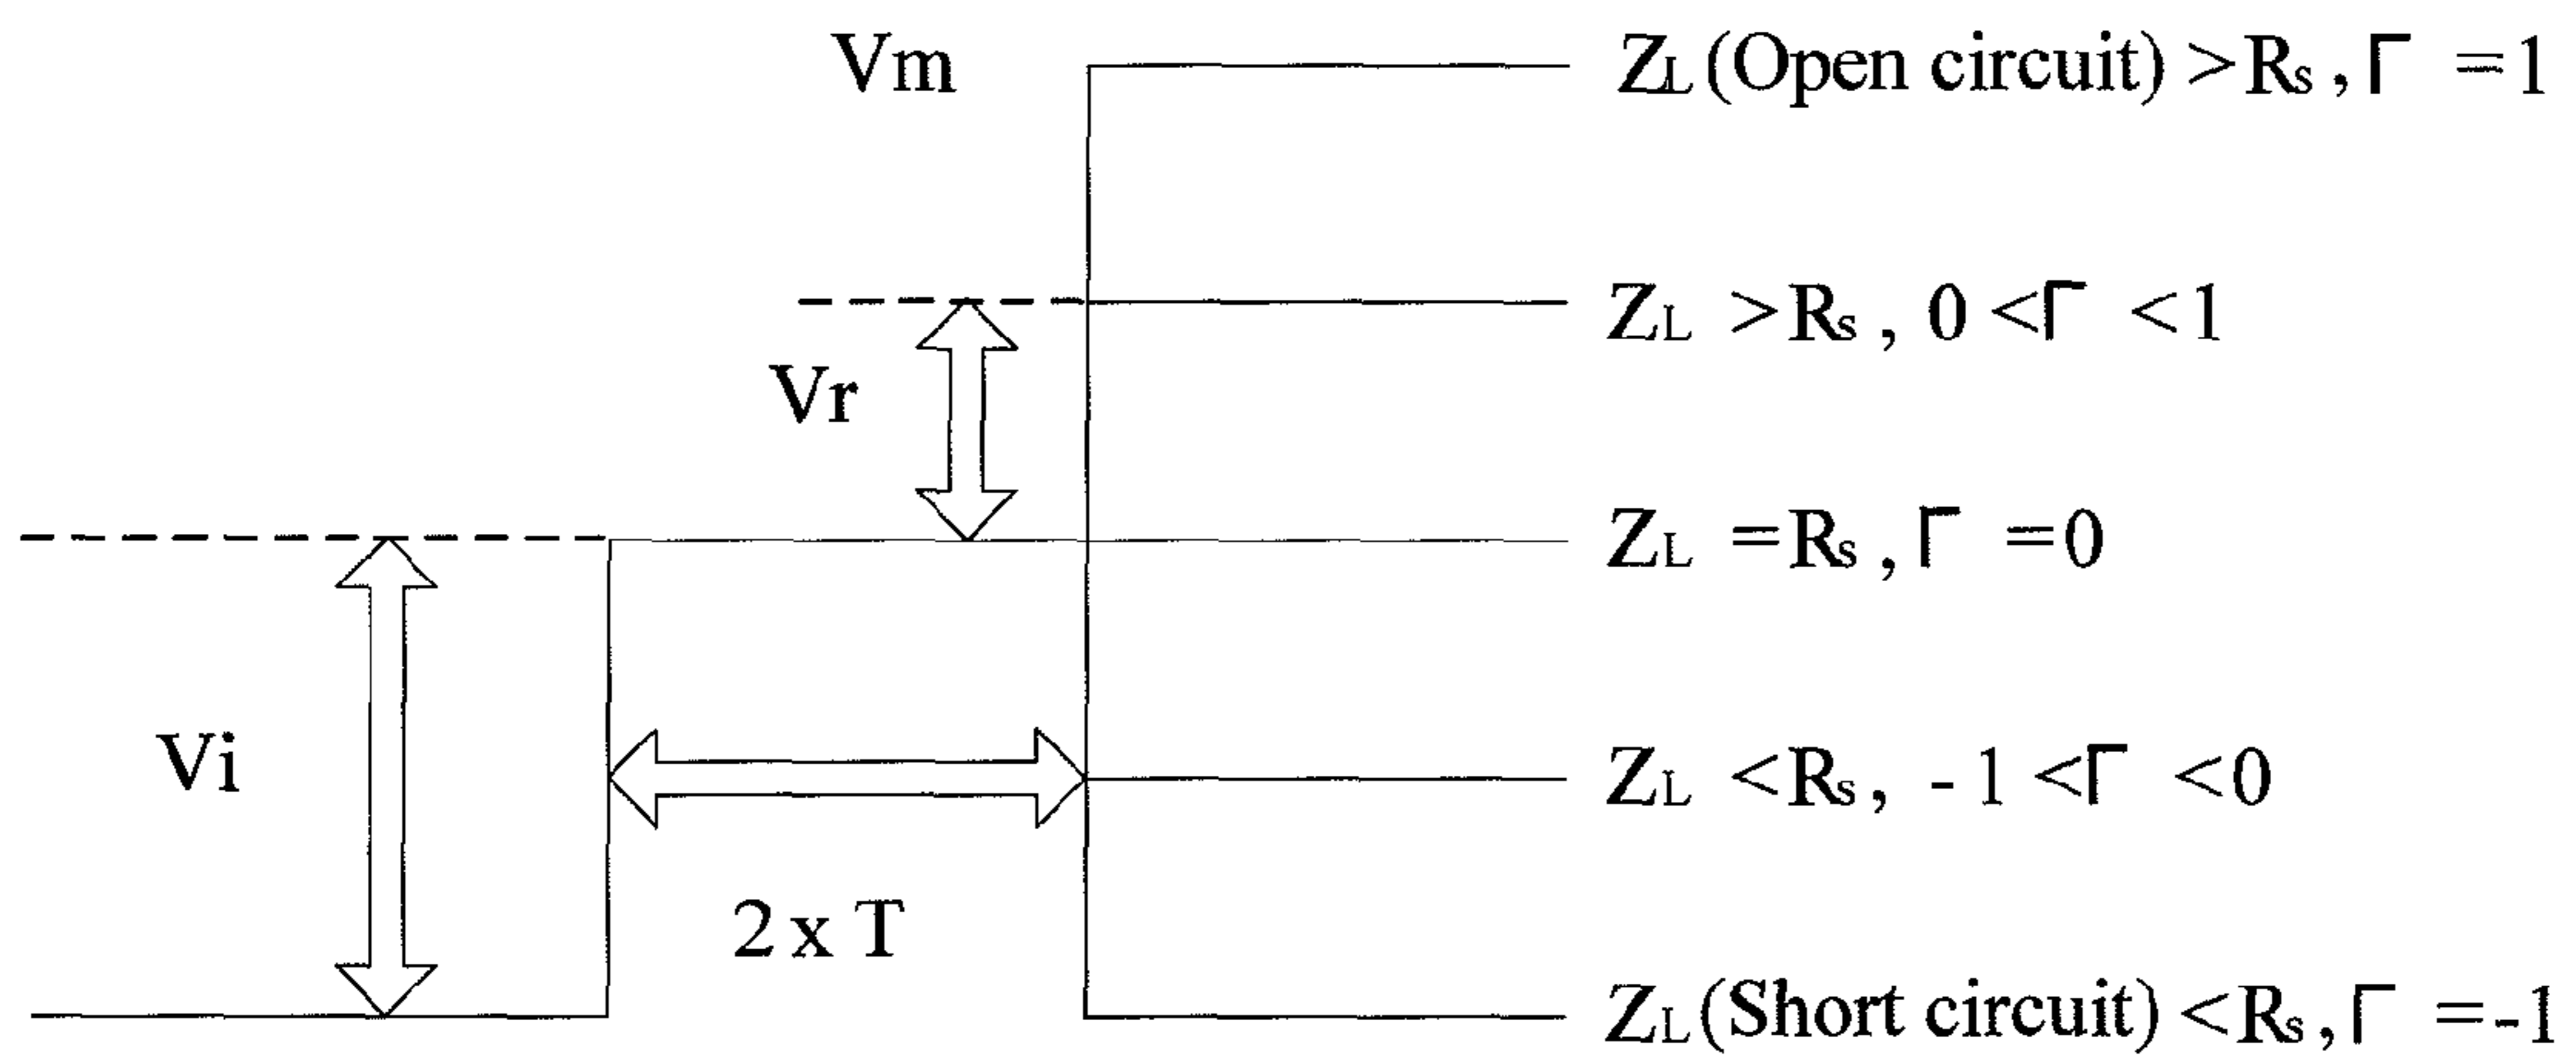 Vm
ZL (Open circuit) > Rs , Γ = 1
ZL > Rs , 0 < Γ < 1
Vr
ZL = Rs , Γ = 0
Vi
ZL < Rs , - 1 < Γ < 0
2 x T
ZL (Short circuit) < Rs , Γ = -1